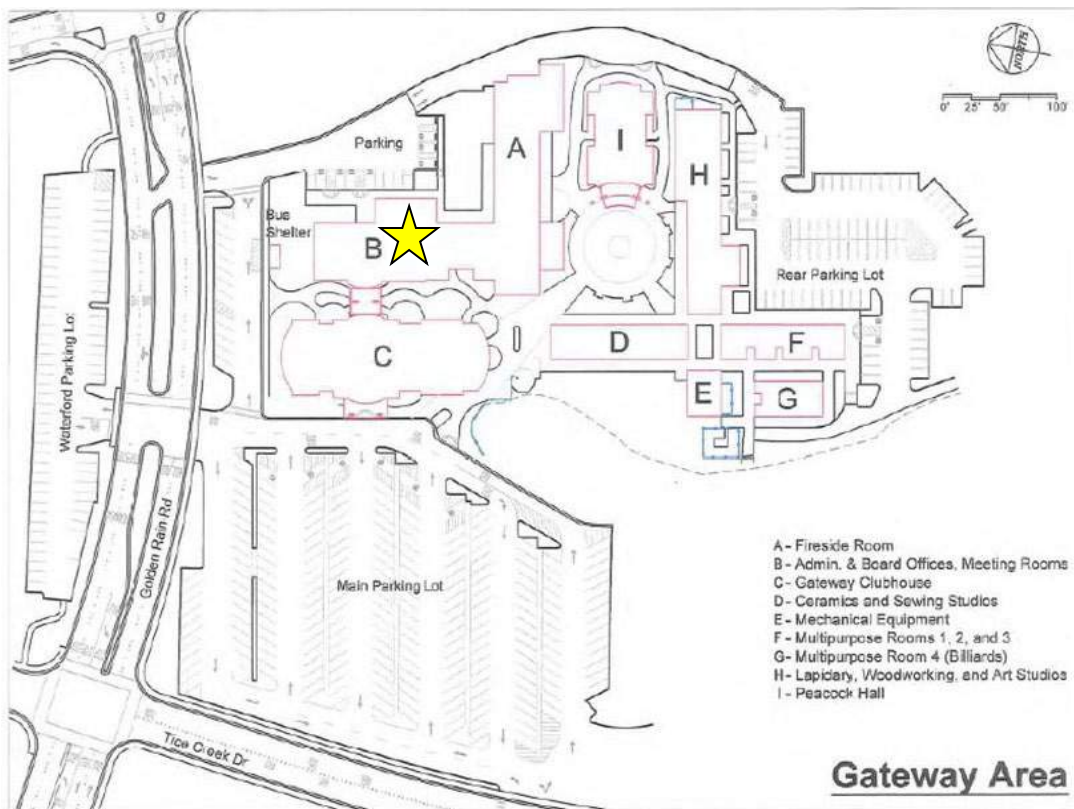 NORTH
0' 25' 50' 100'
Parking
A
I
H
Bus
Shelter
B
Rear Parking Lot
C
D
F
E
G
Waterford Parking Lot
Golden Rain Rd
Main Parking Lot
Tice Creek Dr
A - Fireside Room
B - Admin. & Board Offices, Meeting Rooms
C - Gateway Clubhouse
D - Ceramics and Sewing Studios
E - Mechanical Equipment
F - Multipurpose Rooms 1, 2, and 3
G - Multipurpose Room 4 (Billiards)
H - Lapidary, Woodworking, and Art Studios
I - Peacock Hall
Gateway Area